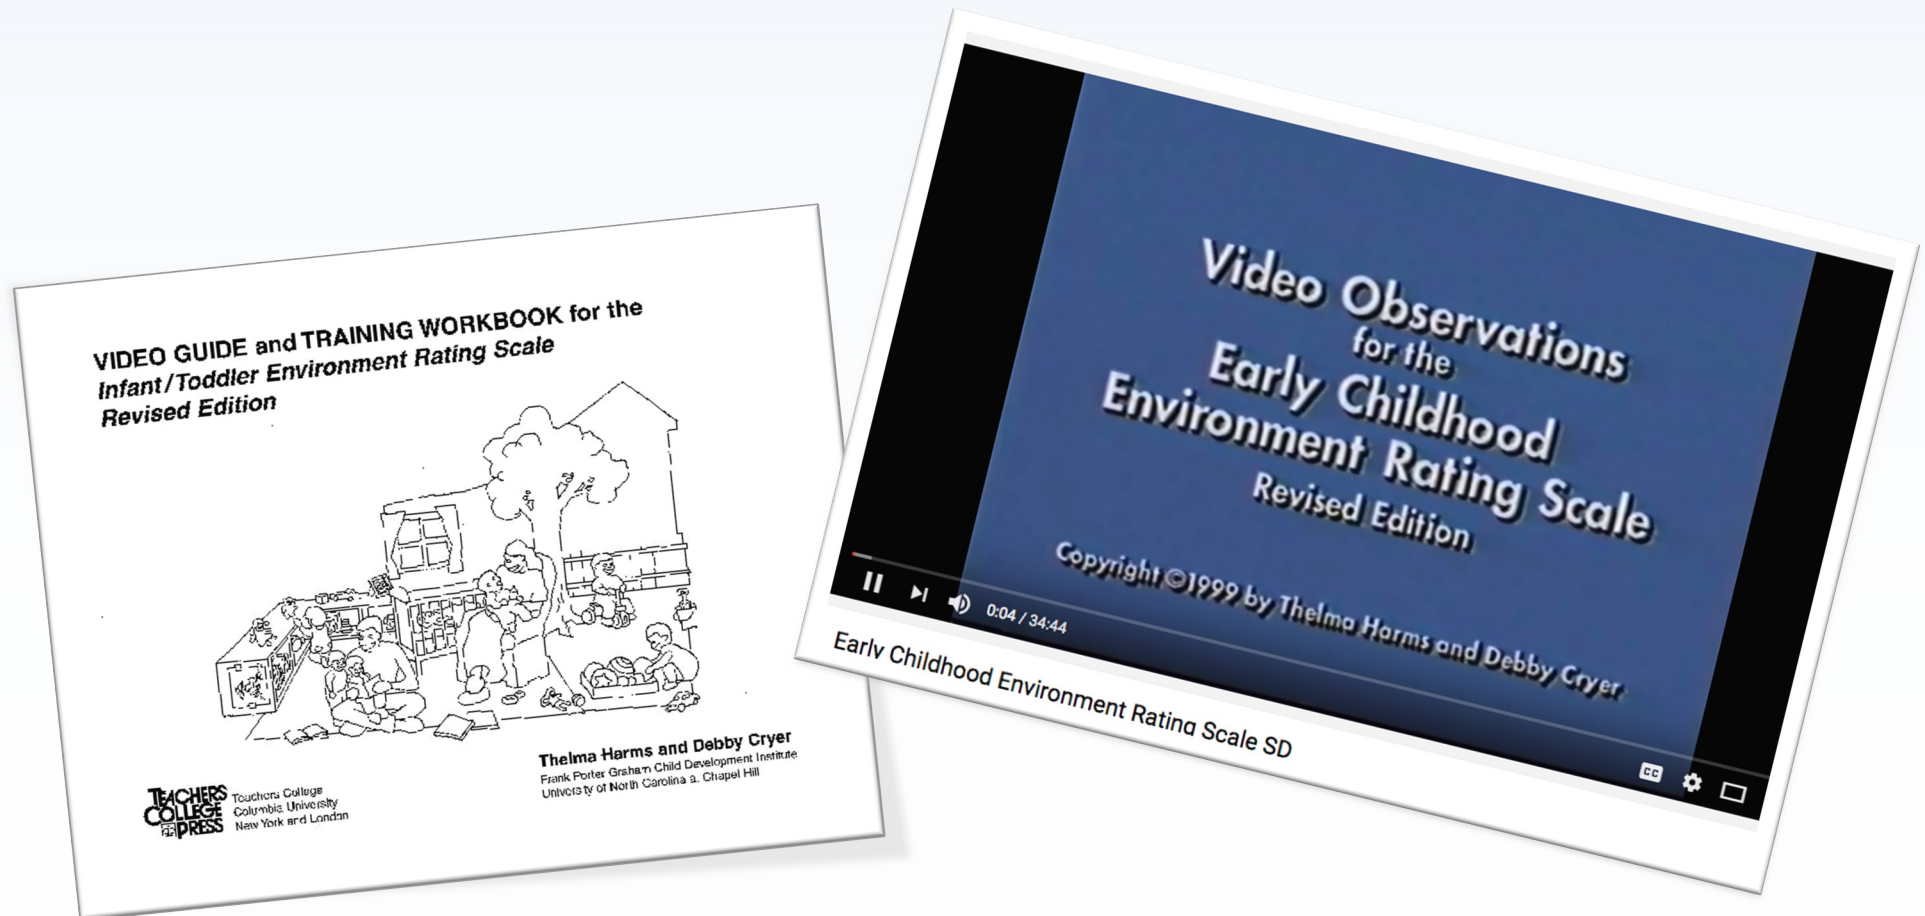 VIDEO GUIDE and TRAINING WORKBOOK for the
Infant/Toddler Environment Rating Scale
Revised Edition
Thelma Harms and Debby Cryer
Frank Porter Graham Child Development Institute
University of North Carolina a. Chapel Hill
TEACHERS
COLLEGE
PRESS
Teachers College
Columbia University
New York and London
Video Observations
for the
Early Childhood
Environment Rating Scale
Revised Edition
Copyright ©1999 by Thelma Harms and Debby Cryer
0:04 / 34:44
CC
Early Childhood Environment Rating Scale SD